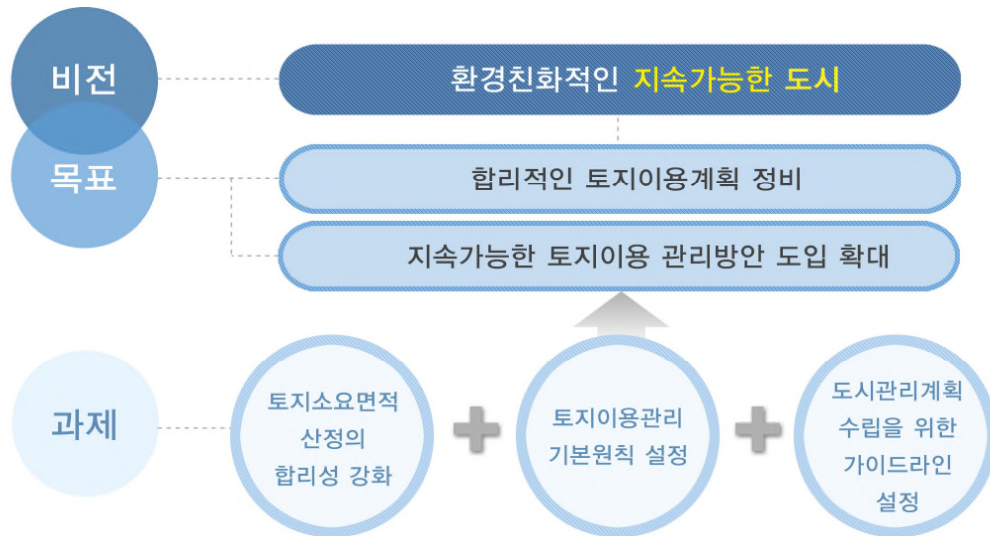 비전
환경친화적인 지속가능한 도시
목표
합리적인 토지이용계획 정비
지속가능한 토지이용 관리방안 도입 확대
과제
토지소요면적
산정의
합리성 강화
토지이용관리
기본원칙 설정
도시관리계획
수립을 위한
가이드라인
설정